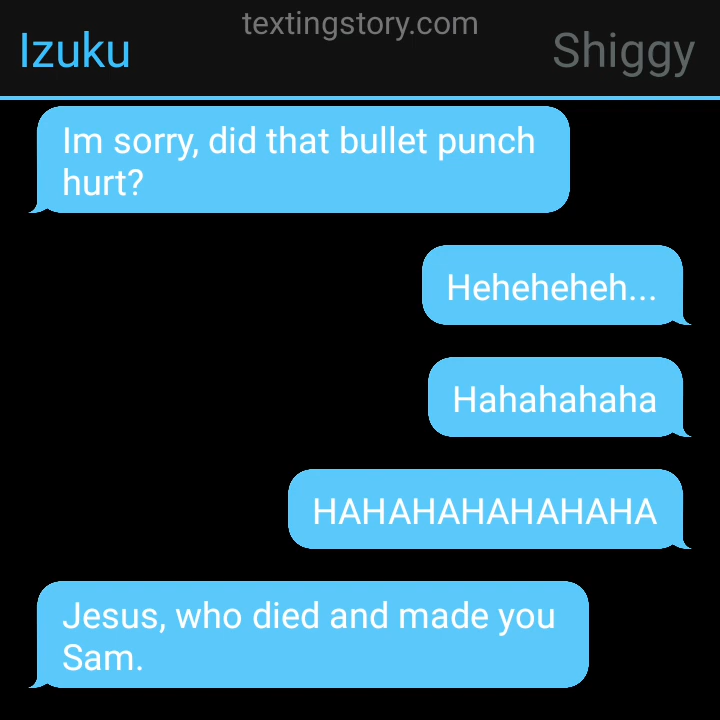 textingstory.com
Izuku
Shiggy
Im sorry, did that bullet punch
hurt?
Heheheheh...
Hahahahaha
HAHAHAHAHAHAHA
Jesus, who died and made you
Sam.